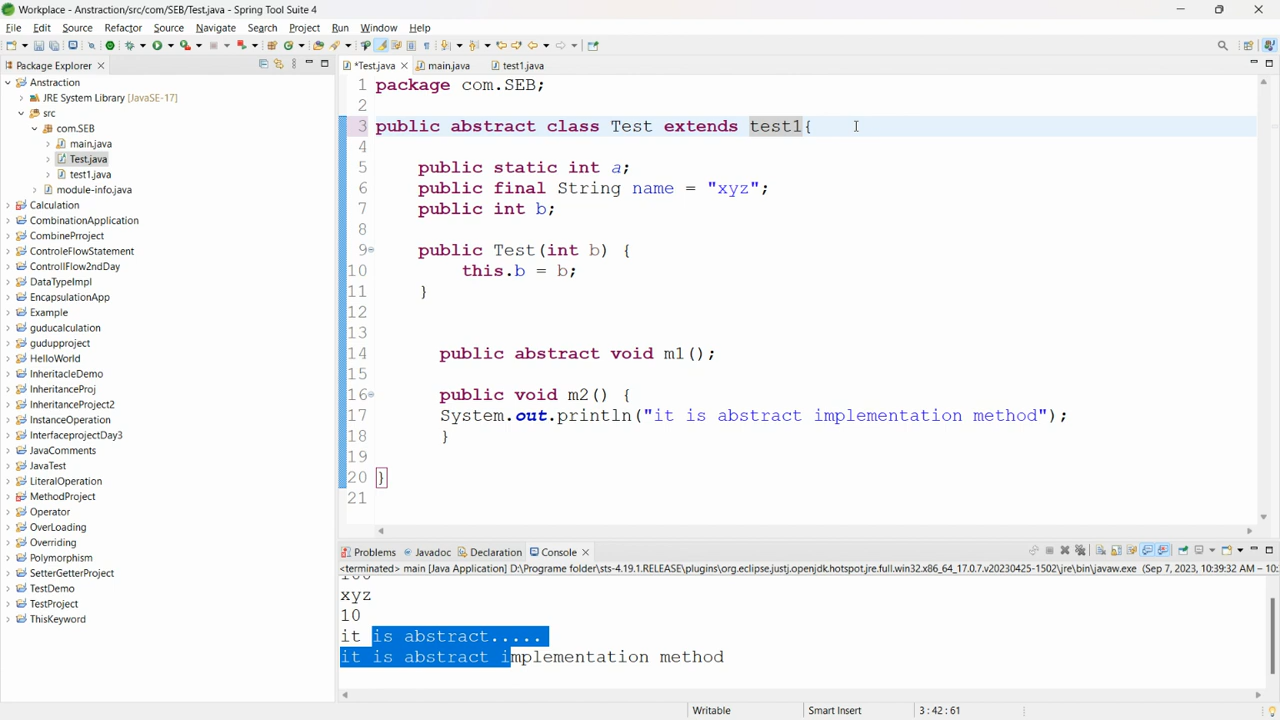 Workplace - Anstraction/src/com/SEB/Test.java - Spring Tool Suite 4
File Edit Source Refactor Source Navigate Search Project Run Window Help
Package Explorer
Anstraction
JRE System Library [JavaSE-17]
src
com.SEB
main.java
Test.java
test1.java
module-info.java
Calculation
CombinationApplication
CombinePrroject
ControleFlowStatement
ControllFlow2ndDay
DataTypeImpl
EncapsulationApp
Example
guducalculation
gudupproject
HelloWorld
InheritacleDemo
InheritanceProj
InheritanceProject2
InstanceOperation
InterfaceprojectDay3
JavaComments
JavaTest
LiteralOperation
MethodProject
Operator
OverLoading
Overriding
Polymorphism
SetterGetterProject
TestDemo
TestProject
ThisKeyword
*Test.java main.java test1.java
1 package com.SEB;
2
3 public abstract class Test extends test1{
4
5 public static int a;
6 public final String name = "xyz";
7 public int b;
8
9 public Test(int b) {
10 this.b = b;
11 }
12
13
14 public abstract void m1();
15
16 public void m2() {
17 System.out.println("it is abstract implementation method");
18 }
19
20 }
21
Problems Javadoc Declaration Console
<terminated> main [Java Application] D:\Programe folder\sts-4.19.1.RELEASE\plugins\org.eclipse.justj.openjdk.hotspot.jre.full.win32.x86_64_17.0.7.v20230425-1502\jre\bin\javaw.exe (Sep 7, 2023, 10:39:32 AM – 10:
100
xyz
10
it is abstract.....
it is abstract implementation method
Writable Smart Insert 3 : 42 : 61